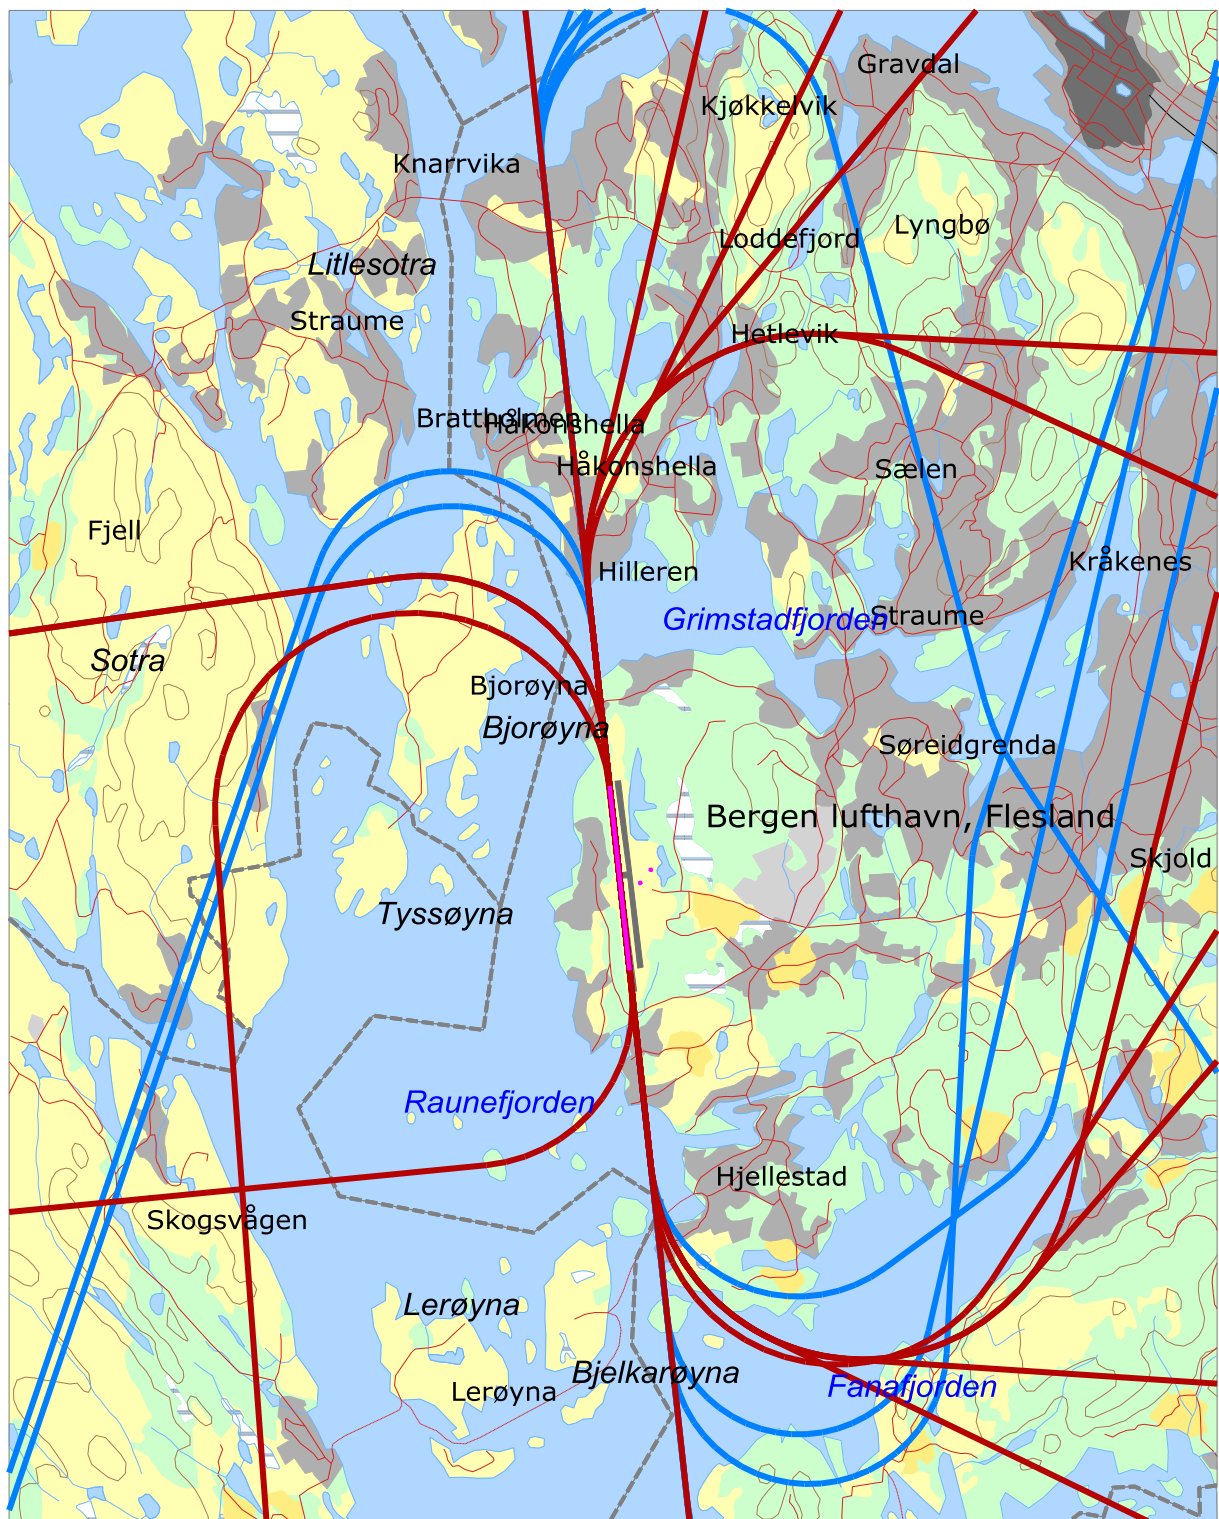 Gravdal
Kjøkkelvik
Knarrvika
Lyngbø
Loddefjord
Litlesotra
Straume
Hetlevik
Brattholmen
Håkonshella
Håkonshella
Sælen
Fjell
Kråkenes
Hilleren
Grimstadfjorden
Straume
Sotra
Bjorøyna
Bjorøyna
Søreidgrenda
Bergen lufthavn, Flesland
Skjold
Tyssøyna
Raunefjorden
Hjellestad
Skogsvågen
Lerøyna
Bjelkarøyna
Fanafjorden
Lerøyna